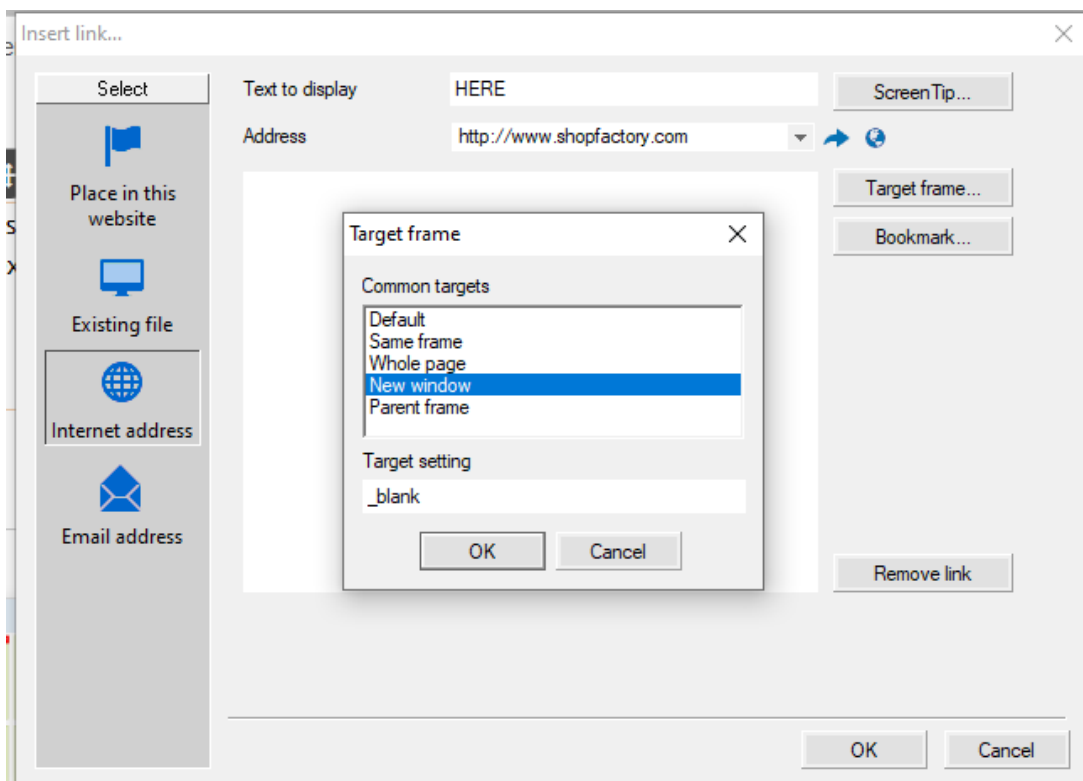 Insert link...
Select
Text to display
HERE
ScreenTip...
Address
http://www.shopfactory.com
Place in this
website
Target frame...
Bookmark...
Existing file
Internet address
Email address
Target frame
Common targets
Default
Same frame
Whole page
New window
Parent frame
Target setting
_blank
OK
Cancel
Remove link
OK
Cancel